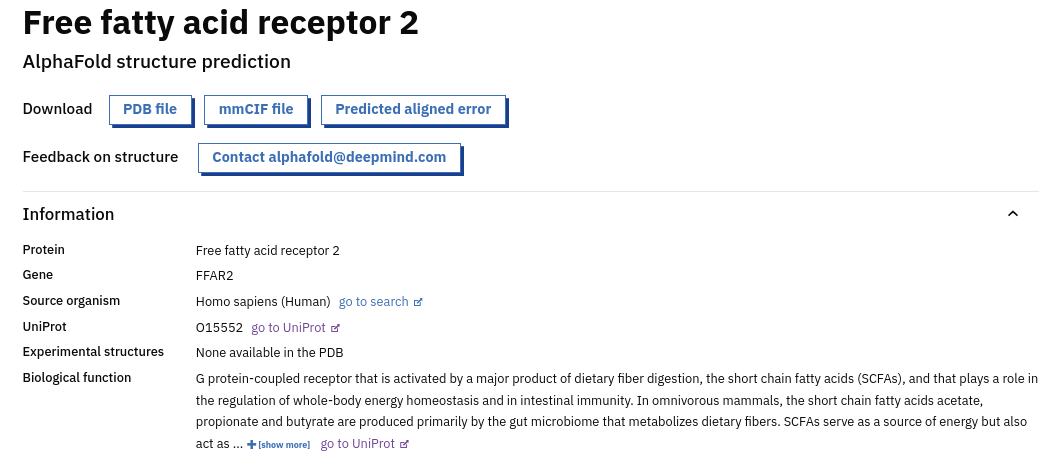 Free fatty acid receptor 2
AlphaFold structure prediction
Download PDB file mmCIF file Predicted aligned error
Feedback on structure Contact alphafold@deepmind.com
Information
Protein Free fatty acid receptor 2
Gene FFAR2
Source organism Homo sapiens (Human) go to search
UniProt O15552 go to UniProt
Experimental structures None available in the PDB
Biological function G protein-coupled receptor that is activated by a major product of dietary fiber digestion, the short chain fatty acids (SCFAs), and that plays a role in
the regulation of whole-body energy homeostasis and in intestinal immunity. In omnivorous mammals, the short chain fatty acids acetate,
propionate and butyrate are produced primarily by the gut microbiome that metabolizes dietary fibers. SCFAs serve as a source of energy but also
act as ... +[show more] go to UniProt